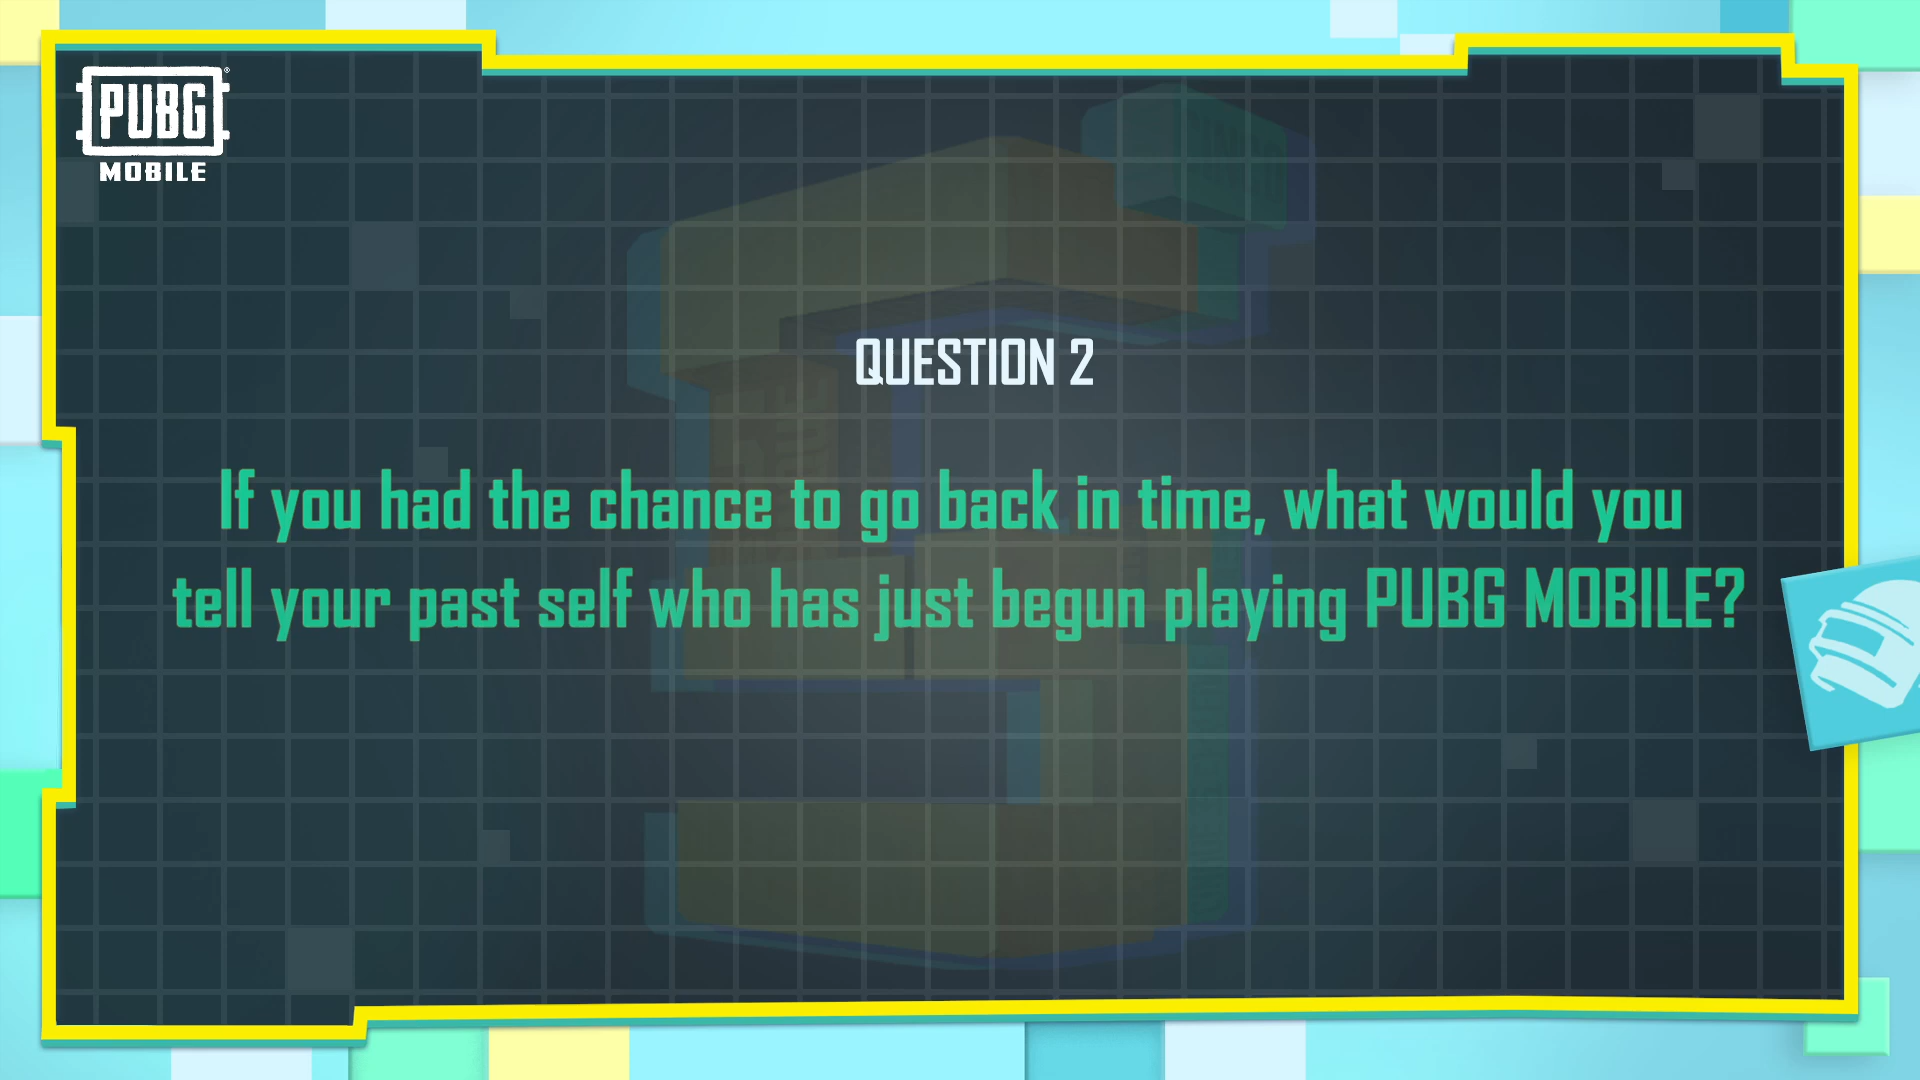 PUBG
MOBILE
QUESTION 2
If you had the chance to go back in time, what would you
tell your past self who has just begun playing PUBG MOBILE?